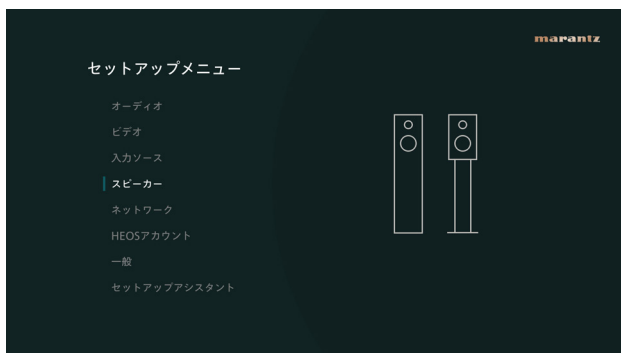 marantz
セットアップメニュー
オーディオ
ビデオ
入力ソース
スピーカー
ネットワーク
HEOSアカウント
一般
セットアップアシスタント